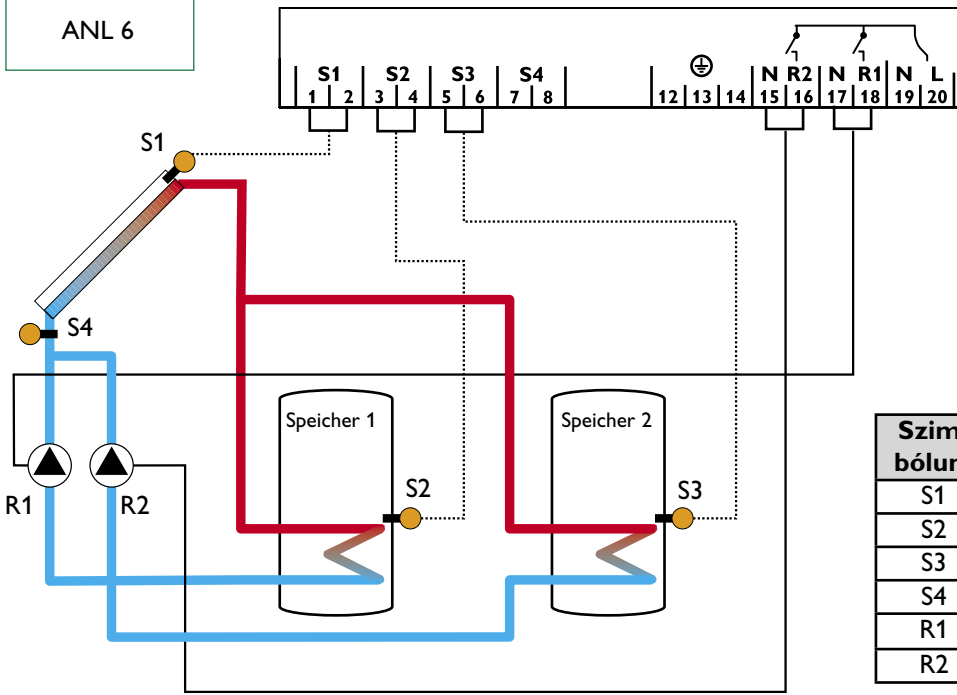 ANL 6
S1 S2 S3 S4 N R2 N R1 N L
1 2 3 4 5 6 7 8 12 13 14 15 16 17 18 19 20
S1
S4
Speicher 1
Speicher 2
S2
S3
R1
R2
Szim-
S1
S2
S3
S4
R1
R2